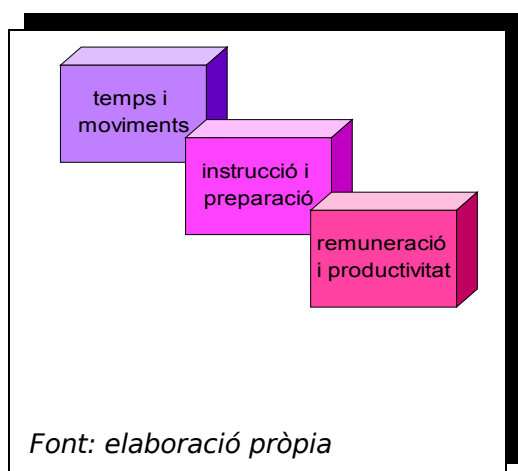 temps i
moviments
instrucció i
preparació
remuneració
i productivitat
Font: elaboració pròpia